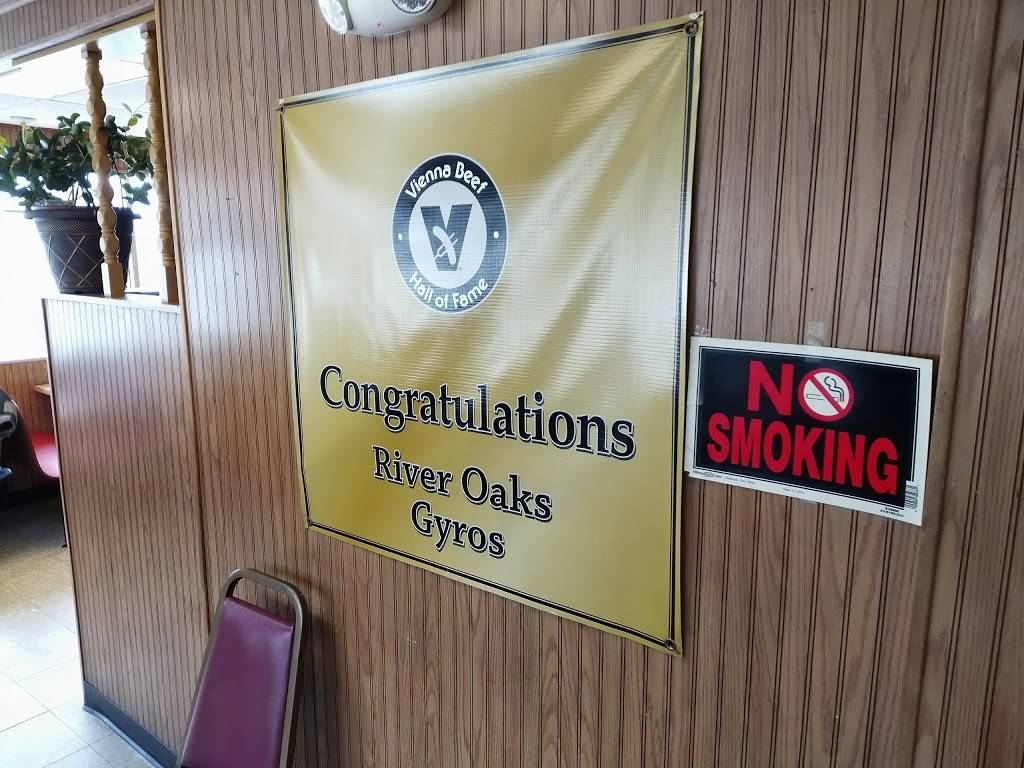 Vienna Beef
V
Hall of Fame
Congratulations
River Oaks
Gyros
NO
SMOKING